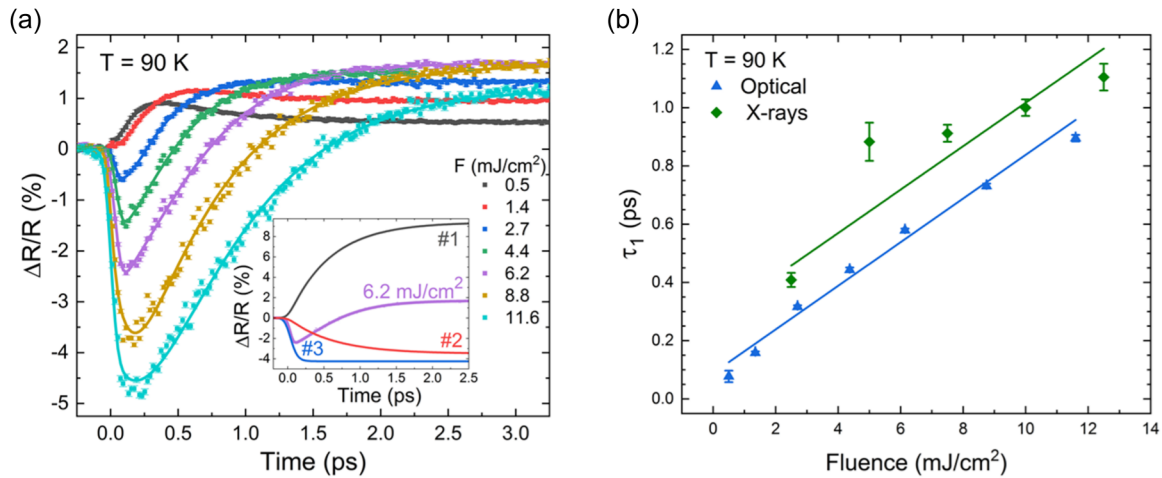 (a)
T = 90 K
ΔR/R (%)
2
1
0
-1
-2
-3
-4
-5
0.0 0.5 1.0 1.5 2.0 2.5 3.0
Time (ps)
F (mJ/cm²)
0.5
1.4
2.7
4.4
6.2
8.8
11.6
ΔR/R (%)
8
6
4
2
0
-2
-4
#1
6.2 mJ/cm²
#2
#3
0.0 0.5 1.0 1.5 2.0 2.5
Time (ps)
(b)
T = 90 K
Optical
X-rays
τ₁ (ps)
1.2
1.0
0.8
0.6
0.4
0.2
0.0
0 2 4 6 8 10 12 14
Fluence (mJ/cm²)